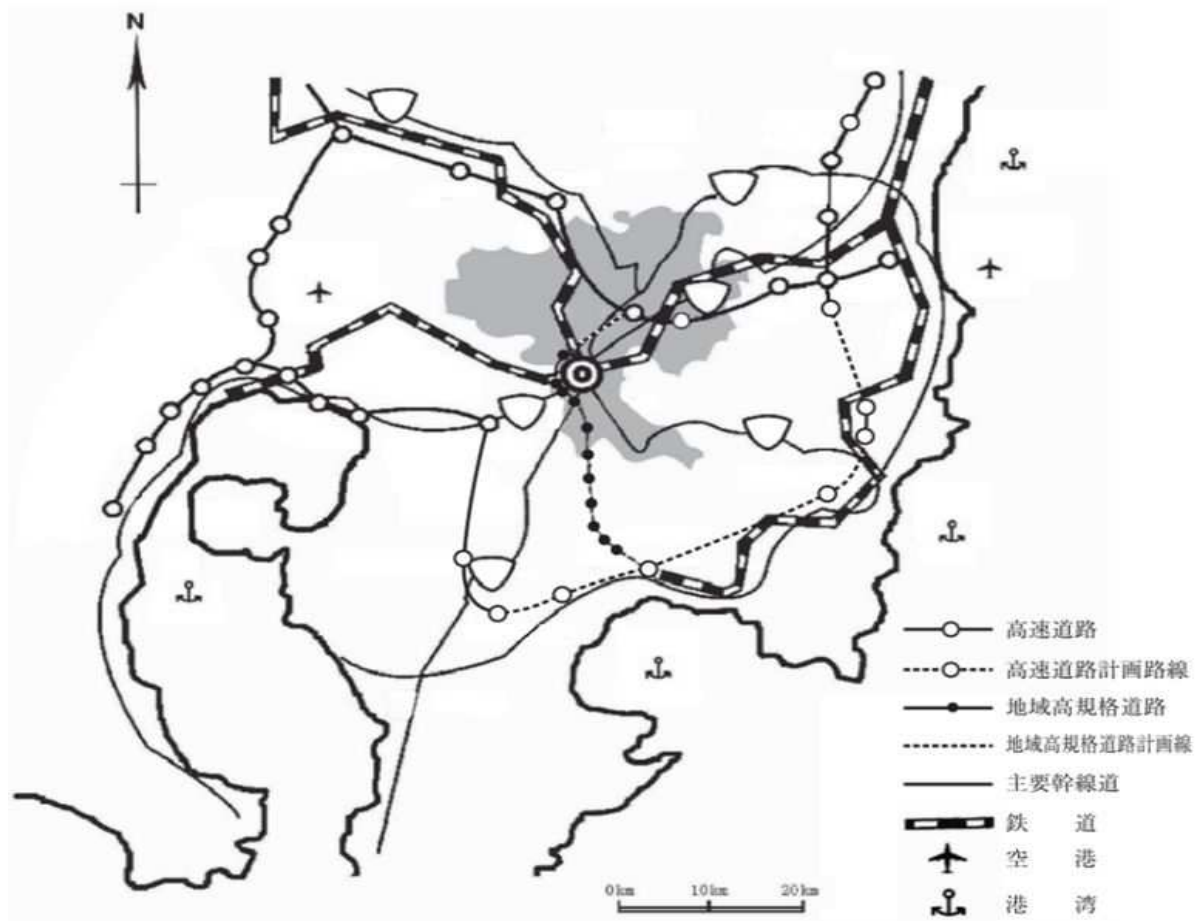 N
高速道路
高速道路計画路線
地域高規格道路
地域高規格道路計画線
主要幹線道
鉄 道
空 港
港 湾
0km 10km 20km